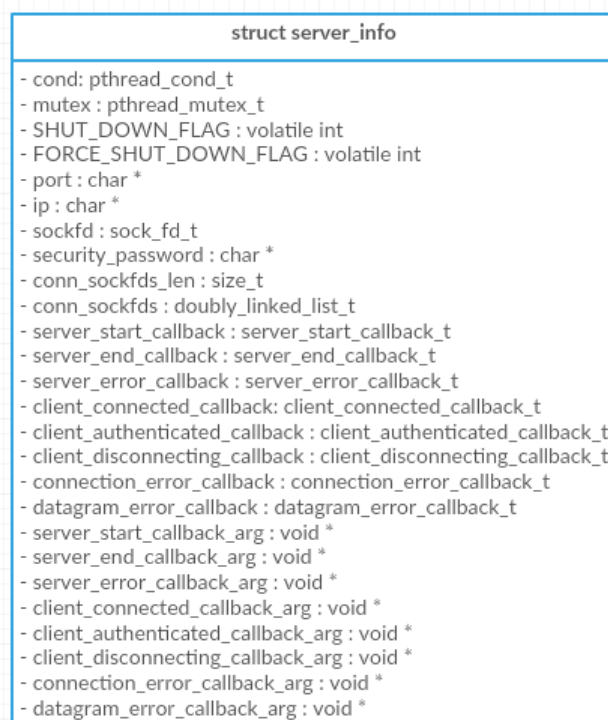 struct server_info
- cond: pthread_cond_t
- mutex : pthread_mutex_t
- SHUT_DOWN_FLAG : volatile int
- FORCE_SHUT_DOWN_FLAG : volatile int
- port : char *
- ip : char *
- sockfd : sock_fd_t
- security_password : char *
- conn_sockfds_len : size_t
- conn_sockfds : doubly_linked_list_t
- server_start_callback : server_start_callback_t
- server_end_callback : server_end_callback_t
- server_error_callback : server_error_callback_t
- client_connected_callback: client_connected_callback_t
- client_authenticated_callback : client_authenticated_callback_t
- client_disconnecting_callback : client_disconnecting_callback_t
- connection_error_callback : connection_error_callback_t
- datagram_error_callback : datagram_error_callback_t
- server_start_callback_arg : void *
- server_end_callback_arg : void *
- server_error_callback_arg : void *
- client_connected_callback_arg : void *
- client_authenticated_callback_arg : void *
- client_disconnecting_callback_arg : void *
- connection_error_callback_arg : void *
- datagram_error_callback_arg : void *